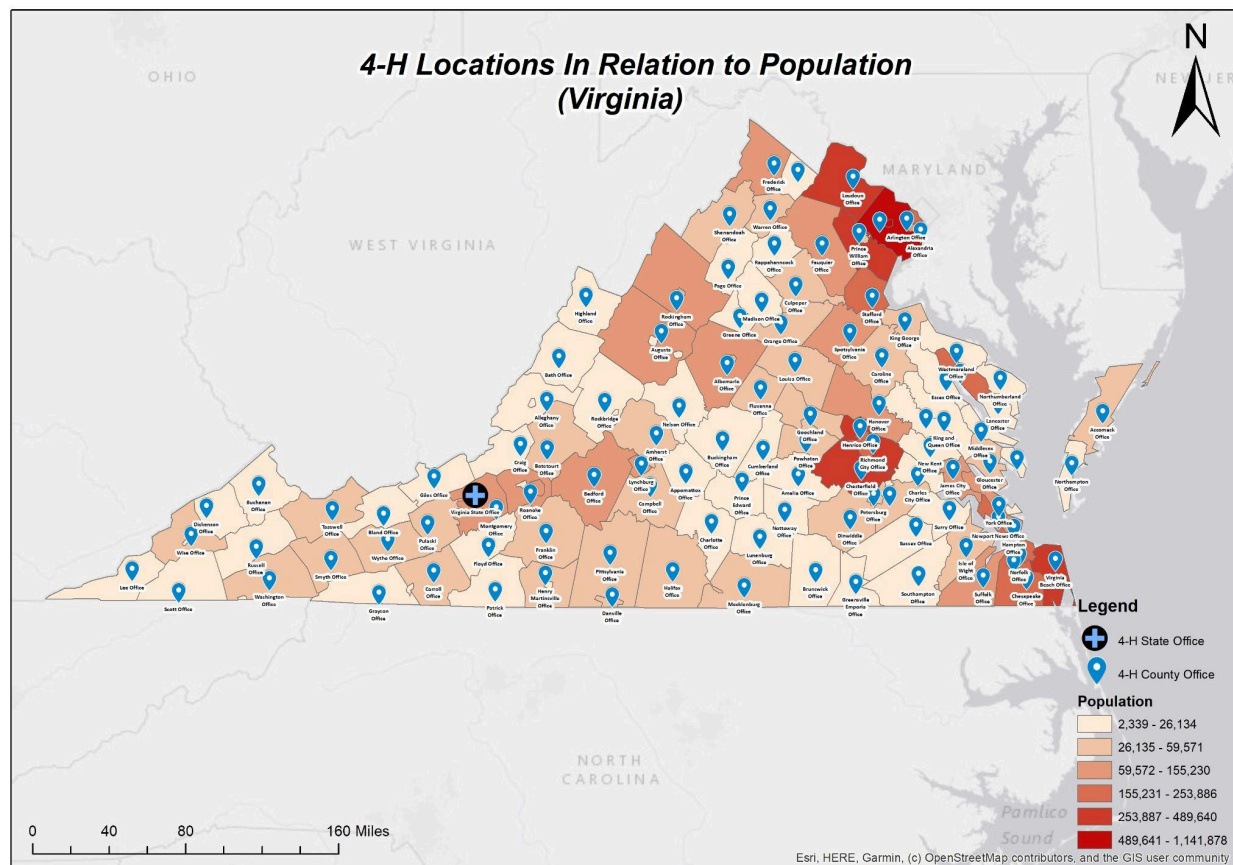 4-H Locations In Relation to Population
(Virginia)
N
OHIO
NEW JER
MARYLAND
WEST VIRGINIA
Frederick
Office
Loudoun
Office
Shenandoah
Office
Warren Office
Arlington Office
Alexandria
Office
Prince
William
Office
Fauquier
Office
Rappahanncock
Office
Page Office
Culpeper
Office
Highland
Office
Rockingham
Office
Madison Office
Stafford
Office
Greene Office
Orange Office
King George
Office
Augusta
Office
Spotsylvania
Office
Bath Office
Albemarle
Office
Louisa Office
Caroline
Office
Westmoreland
Office
Essex Office
Northumberland
Office
Alleghany
Office
Rockbridge
Office
Nelson Office
Fluvanna
Office
Lancaster
Office
Accomack
Office
Goochland
Office
Hanover
Office
Henrico Office
King and
Queen Office
Craig
Office
Botetourt
Office
Amherst
Office
Buckingham
Office
Cumberland
Office
Powhatan
Office
Richmond
City Office
Middlesex
Office
New Kent
Office
Northampton
Office
Giles Office
Lynchburg
Office
Campbell
Office
Appomattox
Office
Amelia Office
Chesterfield
Office
Charles
City Office
James City
Office
Gloucester
Office
Buchanan
Office
Virginia State Office
Roanoke
Office
Bedford
Office
Prince
Edward
Office
Petersburg
Office
Dickenson
Office
Tazewell
Office
Bland Office
Pulaski
Office
Montgomery
Office
Nottoway
Office
Dinwiddie
Office
Surry Office
York Office
Newport News Office
Wise Office
Wythe Office
Franklin
Office
Charlotte
Office
Lunenburg
Office
Sussex Office
Hampton
Office
Russell
Office
Smyth Office
Floyd Office
Pittsylvania
Office
Isle of
Wight Office
Norfolk
Office
Virginia
Beach Office
Lee Office
Washington
Office
Carroll
Office
Henry
Martinsville
Office
Halifax
Office
Brunswick
Office
Suffolk
Office
Chesapeake
Office
Scott Office
Grayson
Office
Patrick
Office
Danville
Office
Mecklenburg
Office
Greensville
Emporia
Office
Southampton
Office
NORTH
CAROLINA
Pamlico
Sound
Legend
4-H State Office
4-H County Office
Population
2,339 - 26,134
26,135 - 59,571
59,572 - 155,230
155,231 - 253,886
253,887 - 489,640
489,641 - 1,141,878
0 40 80 160 Miles
Esri, HERE, Garmin, (c) OpenStreetMap contributors, and the GIS user community